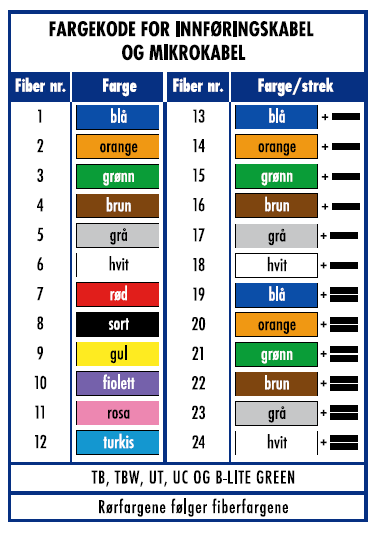 FARGEKODE FOR INNFØRINGSKABEL
OG MIKROKABEL
Fiber nr. Farge Fiber nr. Farge/strek
1 blå 13 blå +
2 orange 14 orange +
3 grønn 15 grønn +
4 brun 16 brun +
5 grå 17 grå +
6 hvit 18 hvit +
7 rød 19 blå +
8 sort 20 orange +
9 gul 21 grønn +
10 fiolett 22 brun +
11 rosa 23 grå +
12 turkis 24 hvit +
TB, TBW, UT, UC OG B-LITE GREEN
Rørfargene følger fiberfargene